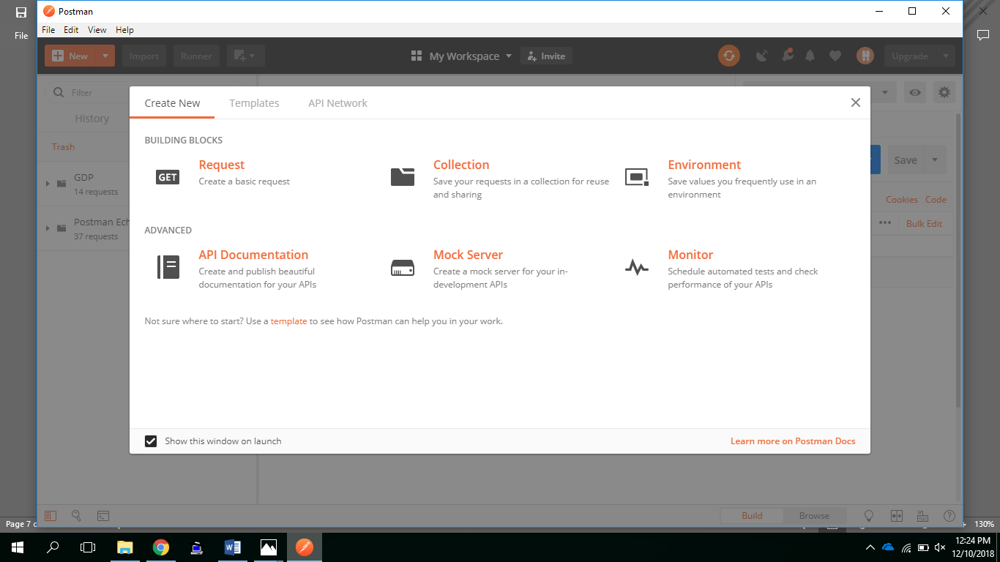 Postman
File Edit View Help
File
New Import Runner My Workspace Invite Upgrade
Filter
History
Trash
GDP
14 requests
Postman Ech
37 requests
Create New Templates API Network
BUILDING BLOCKS
GET
Request
Create a basic request
Collection
Save your requests in a collection for reuse
and sharing
Environment
Save values you frequently use in an
environment
ADVANCED
API Documentation
Create and publish beautiful
documentation for your APIs
Mock Server
Create a mock server for your in-
development APIs
Monitor
Schedule automated tests and check
performance of your APIs
Not sure where to start? Use a template to see how Postman can help you in your work.
Show this window on launch
Learn more on Postman Docs
Save
Cookies Code
Bulk Edit
Build Browse
Page 7 o
130%
12:24 PM
12/10/2018